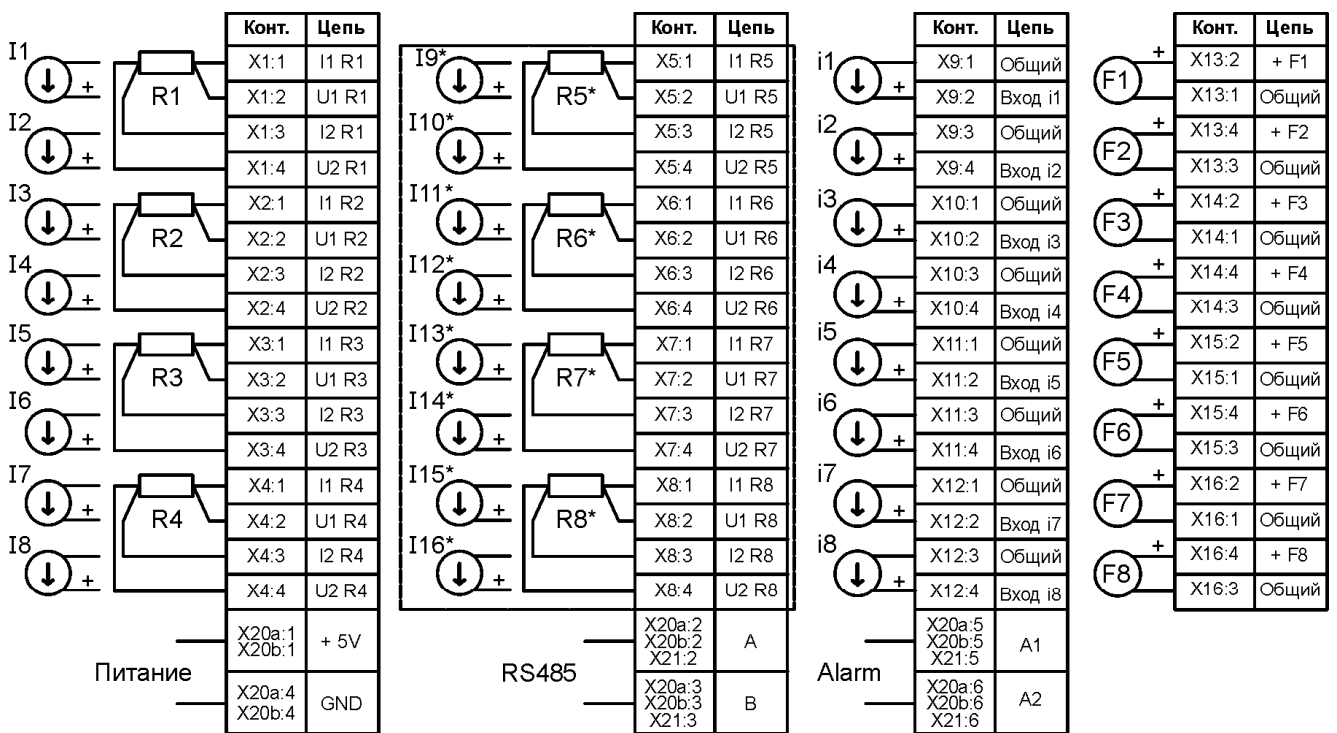 Конт. Цепь
I1 R1 X1:1 I1 R1
X1:2 U1 R1
I2 X1:3 I2 R1
X1:4 U2 R1
I3 R2 X2:1 I1 R2
X2:2 U1 R2
I4 X2:3 I2 R2
X2:4 U2 R2
I5 R3 X3:1 I1 R3
X3:2 U1 R3
I6 X3:3 I2 R3
X3:4 U2 R3
I7 R4 X4:1 I1 R4
X4:2 U1 R4
I8 X4:3 I2 R4
X4:4 U2 R4
Питание
X20a:1 + 5V
X20b:1
X20a:4 GND
X20b:4
Конт. Цепь
I9* R5* X5:1 I1 R5
X5:2 U1 R5
I10* X5:3 I2 R5
X5:4 U2 R5
I11* R6* X6:1 I1 R6
X6:2 U1 R6
I12* X6:3 I2 R6
X6:4 U2 R6
I13* R7* X7:1 I1 R7
X7:2 U1 R7
I14* X7:3 I2 R7
X7:4 U2 R7
I15* R8* X8:1 I1 R8
X8:2 U1 R8
I16* X8:3 I2 R8
X8:4 U2 R8
RS485
X20a:2
X20b:2 A
X21:2
X20a:3
X20b:3 B
X21:3
Конт. Цепь
i1 X9:1 Общий
X9:2 Вход i1
i2 X9:3 Общий
X9:4 Вход i2
i3 X10:1 Общий
X10:2 Вход i3
i4 X10:3 Общий
X10:4 Вход i4
i5 X11:1 Общий
X11:2 Вход i5
i6 X11:3 Общий
X11:4 Вход i6
i7 X12:1 Общий
X12:2 Вход i7
i8 X12:3 Общий
X12:4 Вход i8
Alarm
X20a:5
X20b:5 A1
X21:5
X20a:6
X20b:6 A2
X21:6
Конт. Цепь
F1 X13:2 + F1
X13:1 Общий
F2 X13:4 + F2
X13:3 Общий
F3 X14:2 + F3
X14:1 Общий
F4 X14:4 + F4
X14:3 Общий
F5 X15:2 + F5
X15:1 Общий
F6 X15:4 + F6
X15:3 Общий
F7 X16:2 + F7
X16:1 Общий
F8 X16:4 + F8
X16:3 Общий